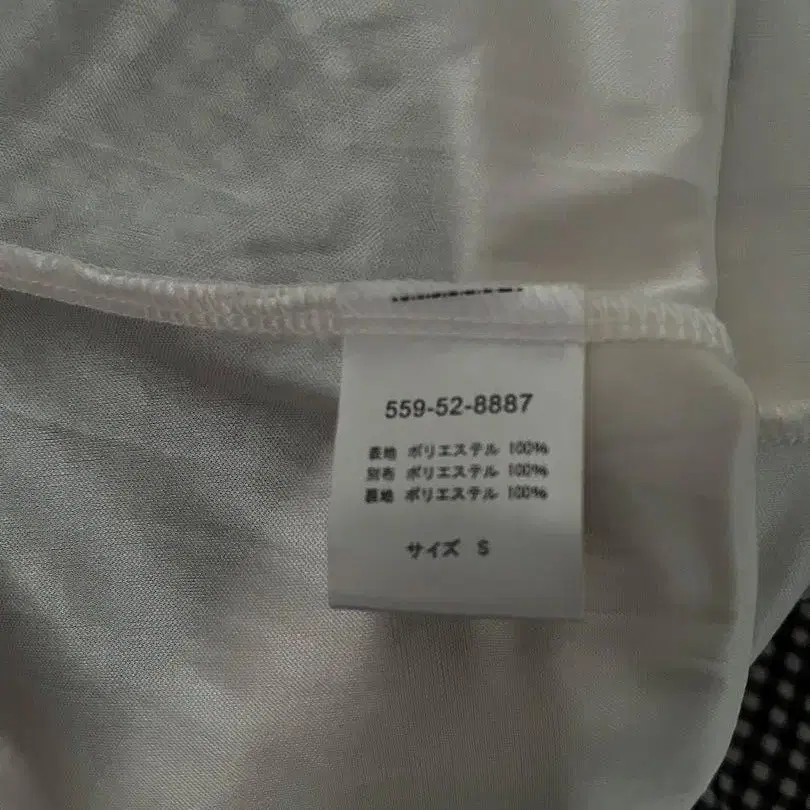 559-52-8887
表地 ポリエステル 100%
別布 ポリエステル 100%
裏地 ポリエステル 100%
サイズ S